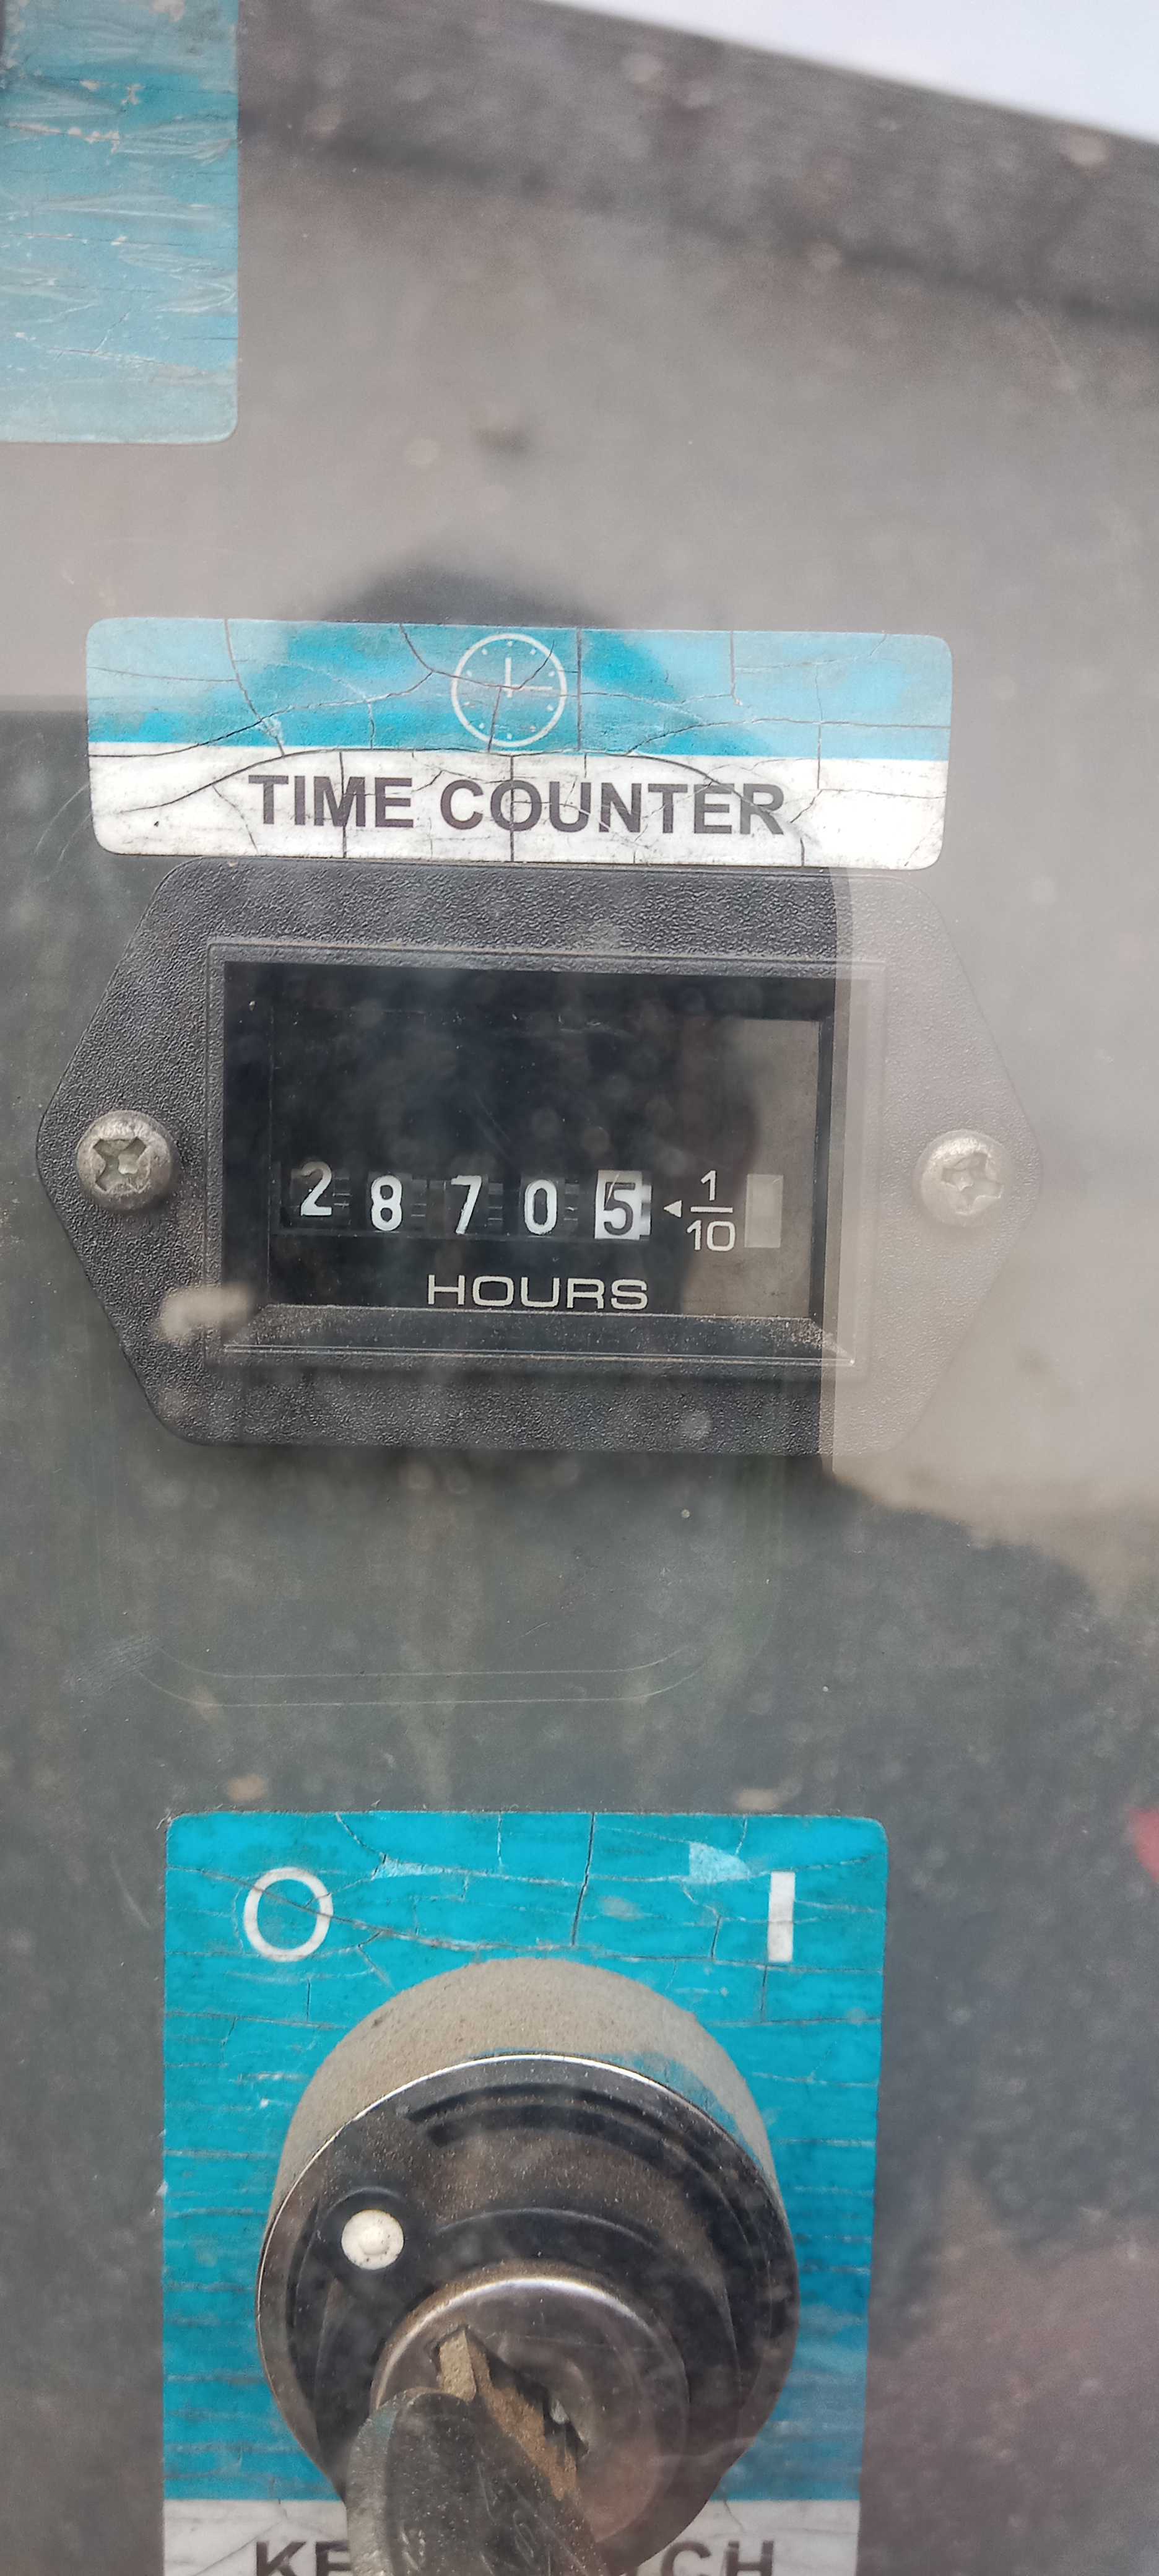 TIME COUNTER
2 8 7 0 5 ◄ 1/10
HOURS
O I